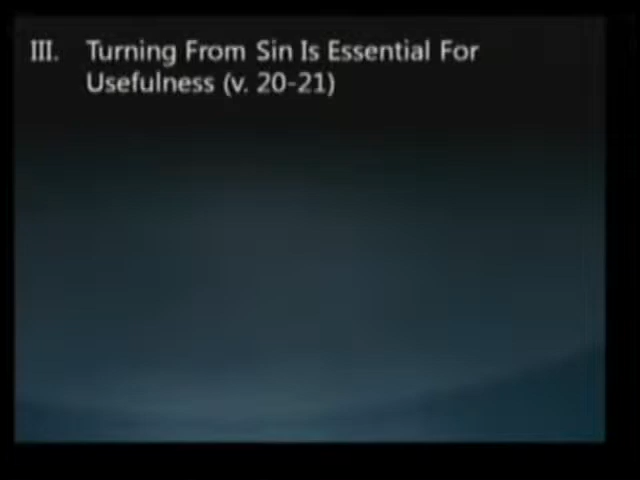 III. Turning From Sin Is Essential For
Usefulness (v. 20-21)